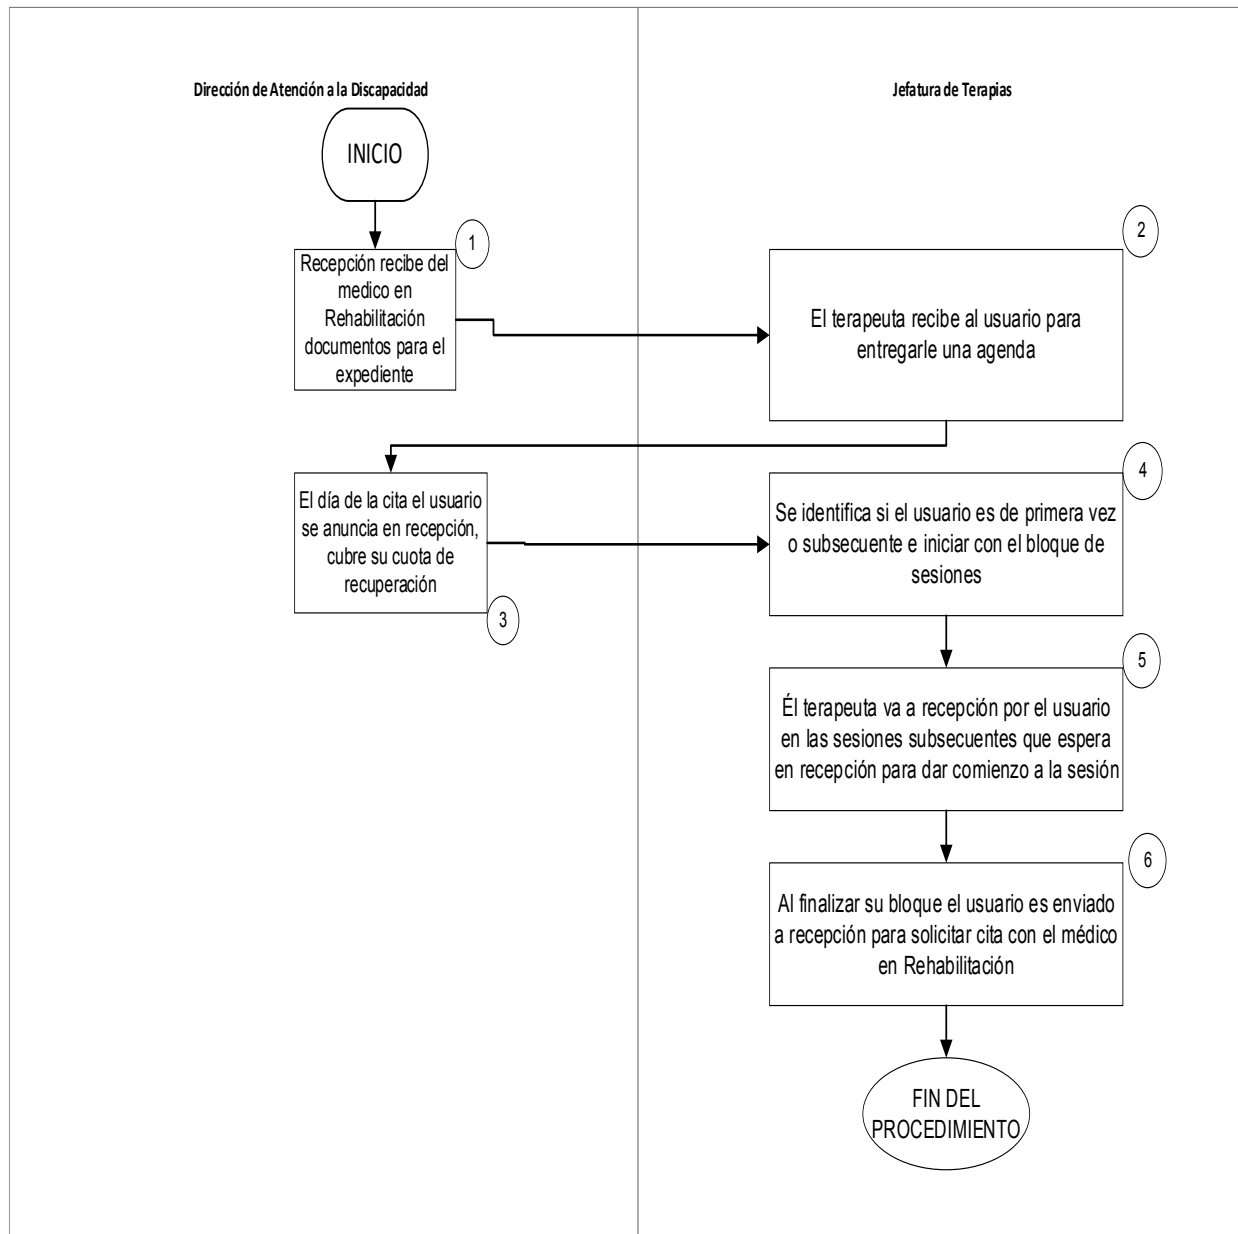 Dirección de Atención a la Discapacidad
Jefatura de Terapias
INICIO
1
Recepción recibe del
medico en
Rehabilitación
documentos para el
expediente
2
El terapeuta recibe al usuario para
entregarle una agenda
El día de la cita el usuario
se anuncia en recepción,
cubre su cuota de
recuperación
3
4
Se identifica si el usuario es de primera vez
o subsecuente e iniciar con el bloque de
sesiones
5
Él terapeuta va a recepción por el usuario
en las sesiones subsecuentes que espera
en recepción para dar comienzo a la sesión
6
Al finalizar su bloque el usuario es enviado
a recepción para solicitar cita con el médico
en Rehabilitación
FIN DEL
PROCEDIMIENTO